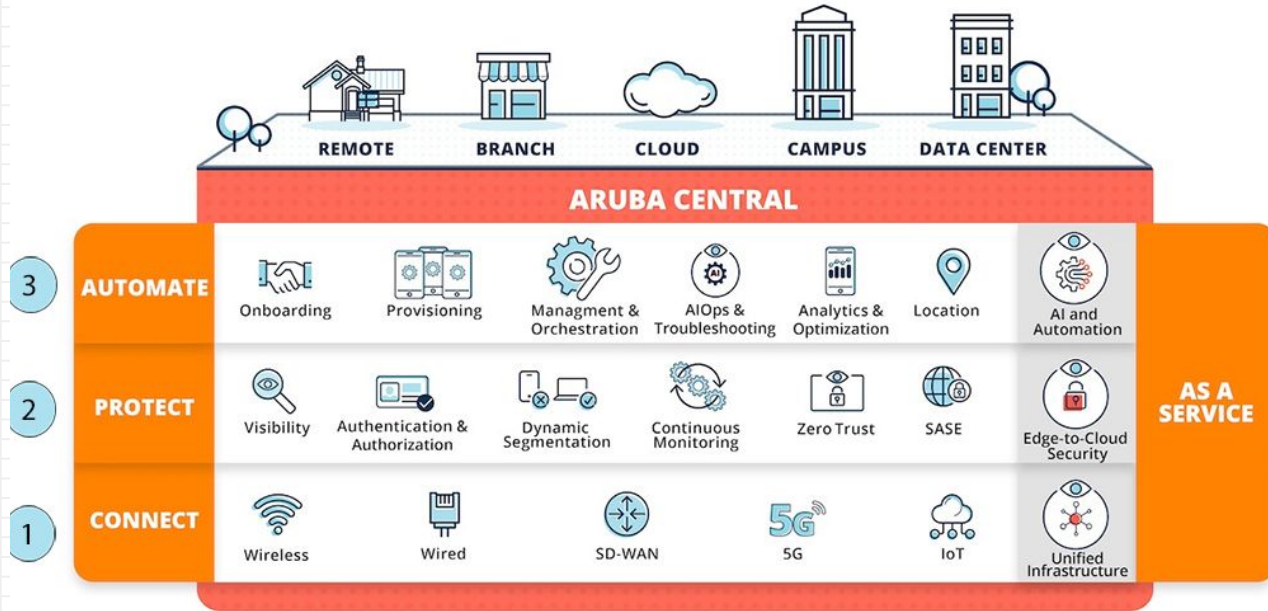 REMOTE
BRANCH
CLOUD
CAMPUS
DATA CENTER
ARUBA CENTRAL
3
AUTOMATE
Onboarding
Provisioning
Managment &
Orchestration
AI
AIOps &
Troubleshooting
Analytics &
Optimization
Location
AI and
Automation
2
PROTECT
Visibility
Authentication &
Authorization
Dynamic
Segmentation
Continuous
Monitoring
Zero Trust
SASE
Edge-to-Cloud
Security
AS A
SERVICE
1
CONNECT
Wireless
Wired
SD-WAN
5G
5G
IoT
Unified
Infrastructure